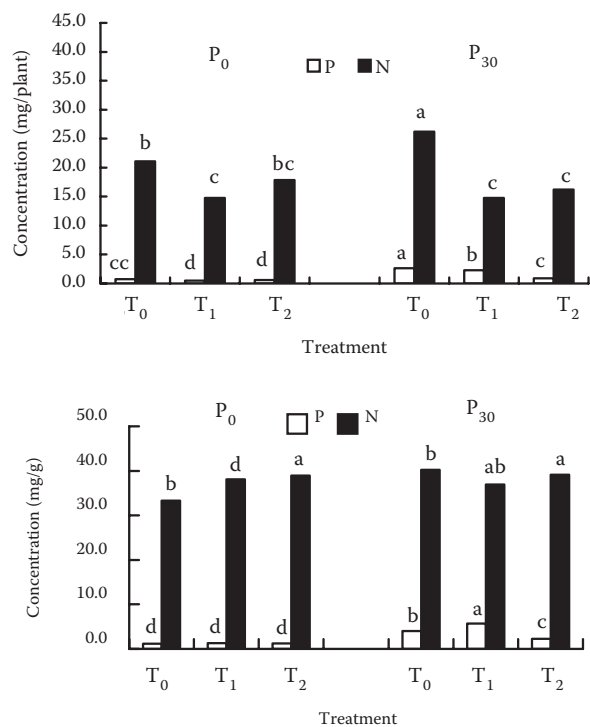 P0 P30
P N
Concentration (mg/plant)
45.0
40.0
35.0
30.0
25.0
20.0
15.0
10.0
5.0
0.0
b c bc a c c
cc d d a b c
T0 T1 T2 T0 T1 T2
Treatment
P0 P30
P N
Concentration (mg/g)
50.0
40.0
30.0
20.0
10.0
0.0
b d a b ab a
d d d b a c
T0 T1 T2 T0 T1 T2
Treatment